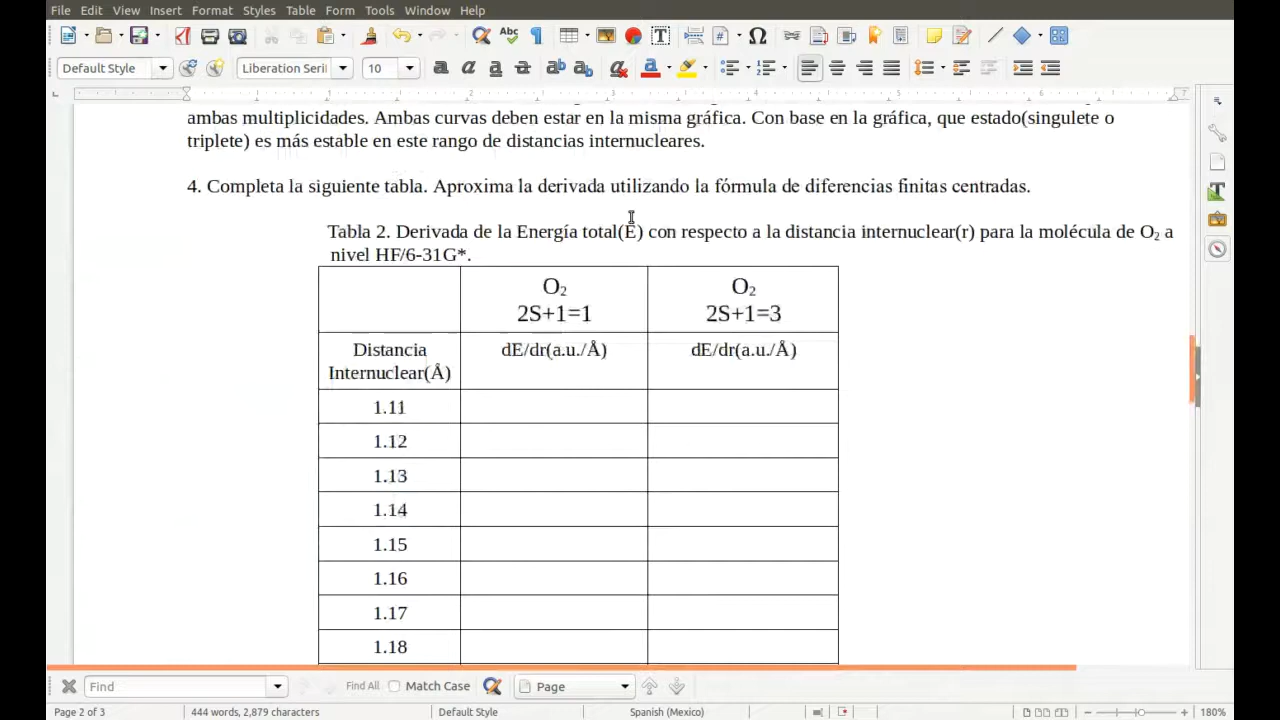 File Edit View Insert Format Styles Table Form Tools Window Help
Default Style Liberation Seri 10
2 3 4 5 6 7
ambas multiplicidades. Ambas curvas deben estar en la misma gráfica. Con base en la gráfica, que estado(singulete o
triplete) es más estable en este rango de distancias internucleares.
4. Completa la siguiente tabla. Aproxima la derivada utilizando la fórmula de diferencias finitas centradas.
Tabla 2. Derivada de la Energía total(E) con respecto a la distancia internuclear(r) para la molécula de O₂ a
nivel HF/6-31G*.
O₂ O₂
2S+1=1 2S+1=3
Distancia dE/dr(a.u./Å) dE/dr(a.u./Å)
Internuclear(Å)
1.11
1.12
1.13
1.14
1.15
1.16
1.17
1.18
Find Find All Match Case Page
Page 2 of 3 444 words, 2,879 characters Default Style Spanish (Mexico) 180%